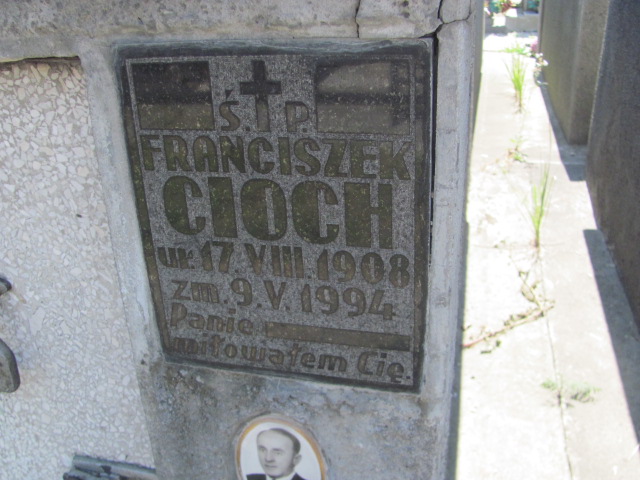 Ś. P.
FRANCISZEK
CIOCH
ur. 17.VIII.1908
zm. 9.V.1994
Panie
miłowałem Cię.